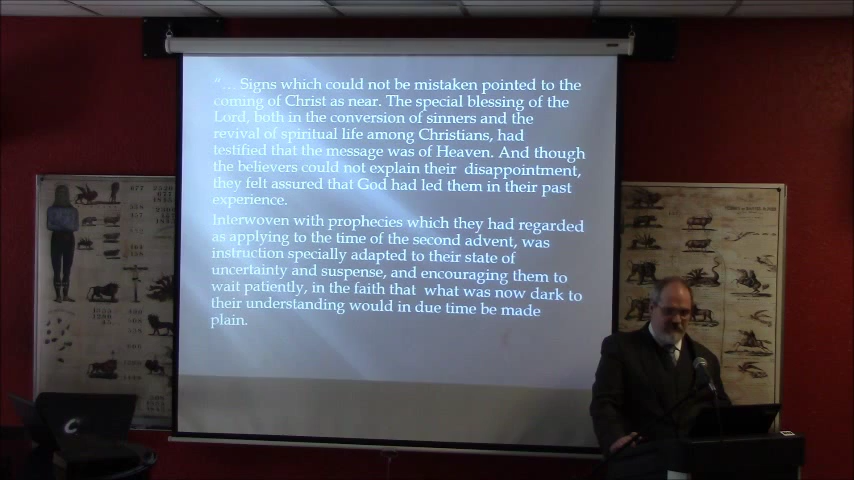 "... Signs which could not be mistaken pointed to the
coming of Christ as near. The special blessing of the
Lord, both in the conversion of sinners and the
revival of spiritual life among Christians, had
testified that the message was of Heaven. And though
the believers could not explain their disappointment,
they felt assured that God had led them in their past
experience.
Interwoven with prophecies which they had regarded
as applying to the time of the second advent, was
instruction specially adapted to their state of
uncertainty and suspense, and encouraging them to
wait patiently, in the faith that what was now dark to
their understanding would in due time be made
plain.
677
2520